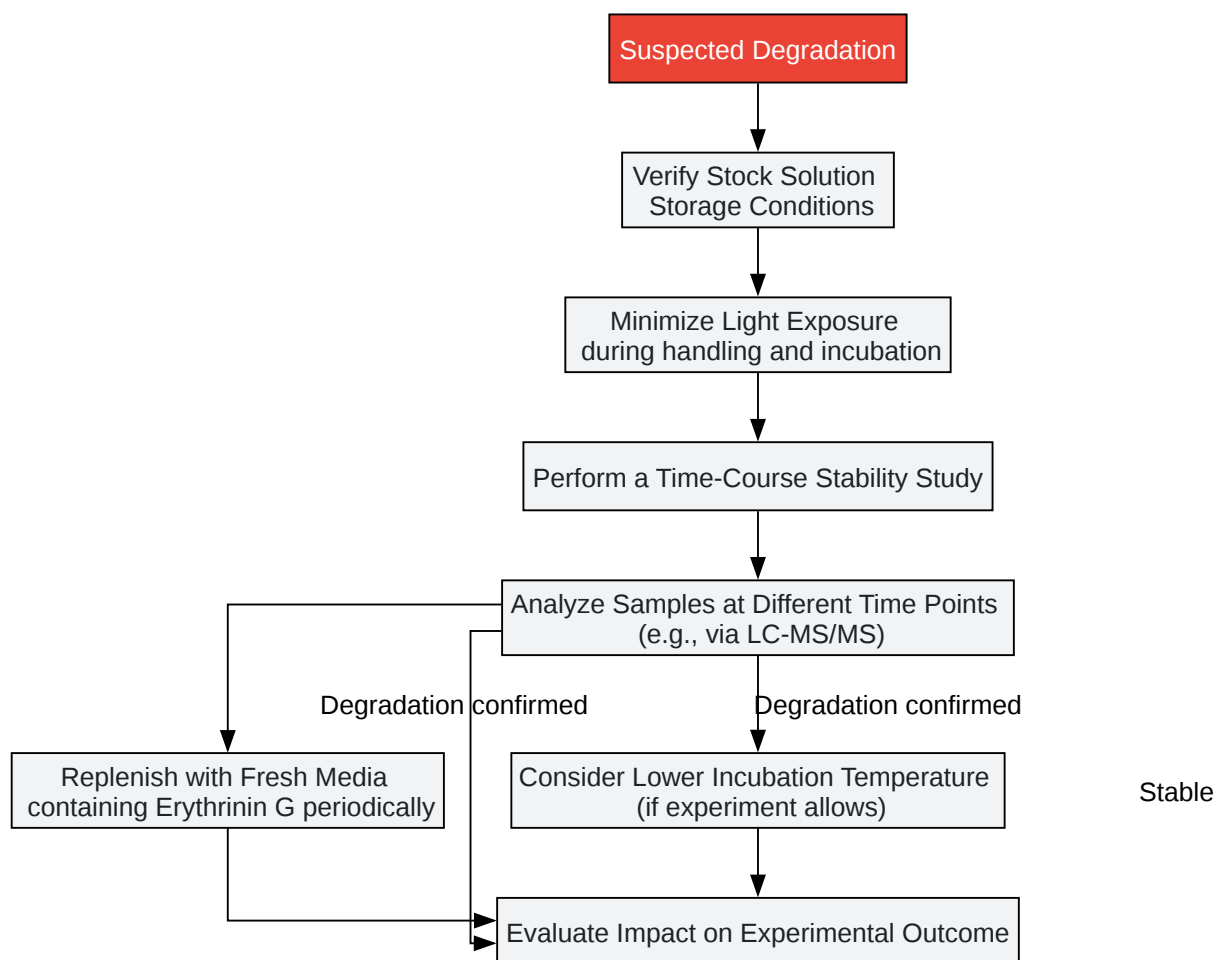 Suspected Degradation
Verify Stock Solution
Storage Conditions
Minimize Light Exposure
during handling and incubation
Perform a Time-Course Stability Study
Analyze Samples at Different Time Points
(e.g., via LC-MS/MS)
Degradation confirmed
Degradation confirmed
Replenish with Fresh Media
containing Erythrinin G periodically
Consider Lower Incubation Temperature
(if experiment allows)
Stable
Evaluate Impact on Experimental Outcome